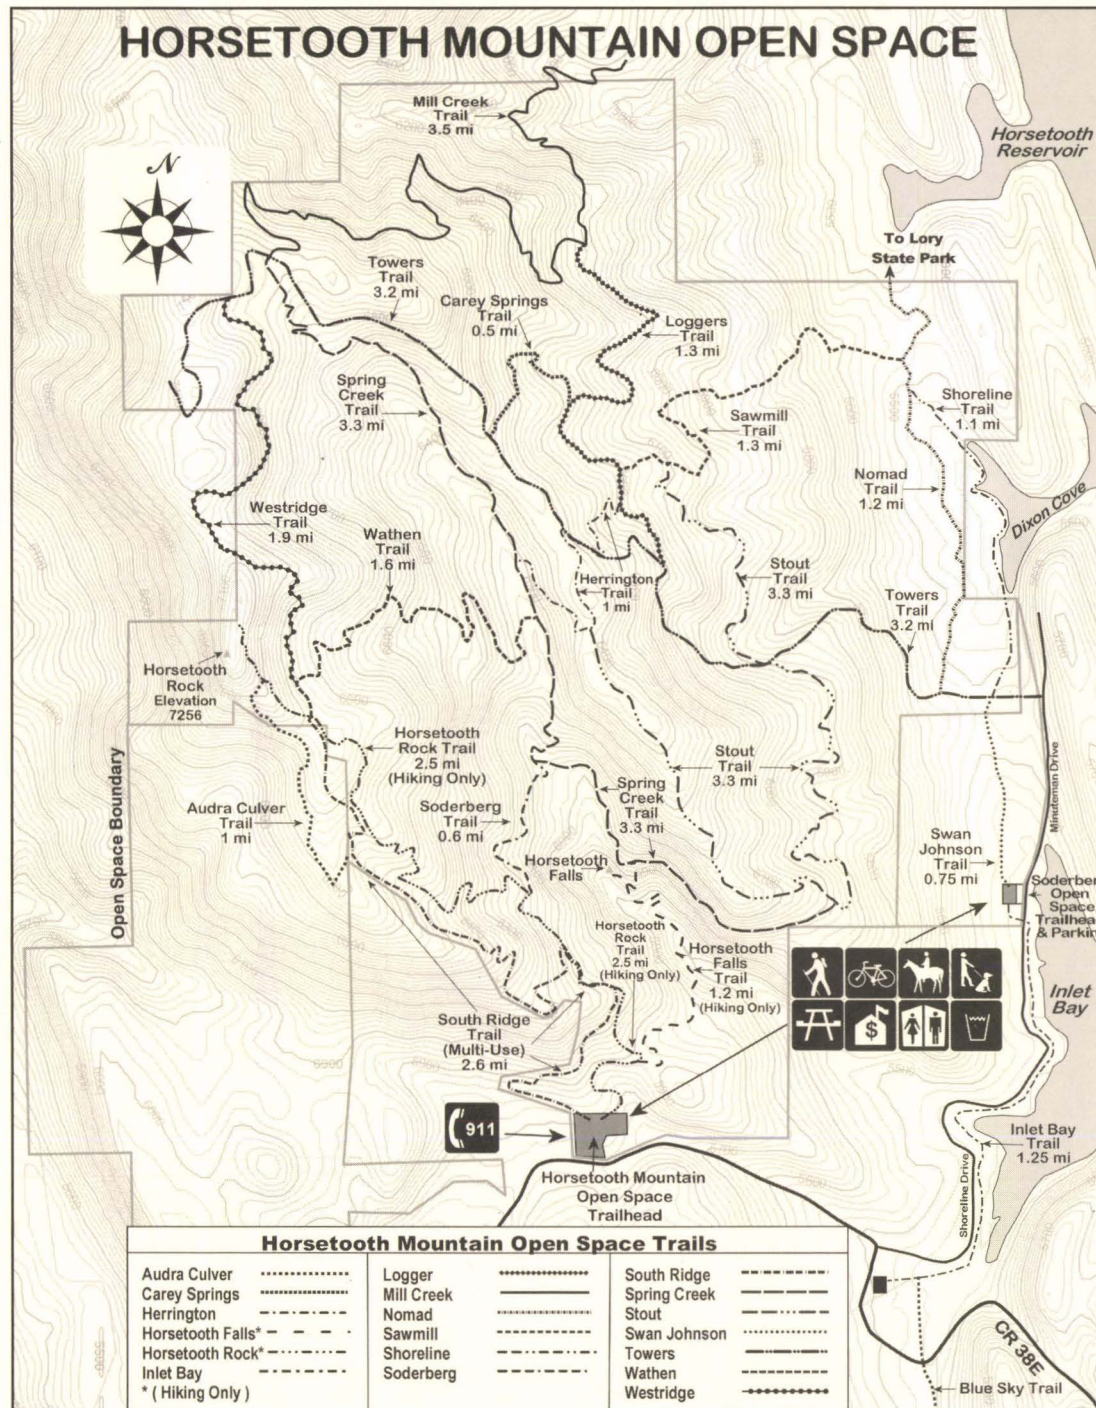 HORSETOOTH MOUNTAIN OPEN SPACE
Mill Creek
Trail
3.5 mi
Horsetooth
Reservoir
N
To Lory
State Park
Towers
Trail
3.2 mi
Carey Springs
Trail
0.5 mi
Loggers
Trail
1.3 mi
Spring
Creek
Trail
3.3 mi
Shoreline
Trail
1.1 mi
Sawmill
Trail
1.3 mi
Nomad
Trail
1.2 mi
Dixon Cove
Westridge
Trail
1.9 mi
Wathen
Trail
1.6 mi
Herrington
Trail
1 mi
Stout
Trail
3.3 mi
Towers
Trail
3.2 mi
Horsetooth
Rock
Elevation
7256
Open Space Boundary
Horsetooth
Rock Trail
2.5 mi
(Hiking Only)
Stout
Trail
3.3 mi
Audra Culver
Trail
1 mi
Soderberg
Trail
0.6 mi
Spring
Creek
Trail
3.3 mi
Minuteman Drive
Swan
Johnson
Trail
0.75 mi
Horsetooth
Falls
Soderber
Open
Space
Trailhea
& Parkin
Horsetooth
Rock
Trail
2.5 mi
(Hiking Only)
Horsetooth
Falls
Trail
1.2 mi
(Hiking Only)
Inlet
Bay
$
South Ridge
Trail
(Multi-Use)
2.6 mi
911
Inlet Bay
Trail
1.25 mi
Horsetooth Mountain
Open Space
Trailhead
Shoreline Drive
CR 38E
Blue Sky Trail
Horsetooth Mountain Open Space Trails
Audra Culver
Carey Springs
Herrington
Horsetooth Falls*
Horsetooth Rock*
Inlet Bay
* ( Hiking Only )
Logger
Mill Creek
Nomad
Sawmill
Shoreline
Soderberg
South Ridge
Spring Creek
Stout
Swan Johnson
Towers
Wathen
Westridge